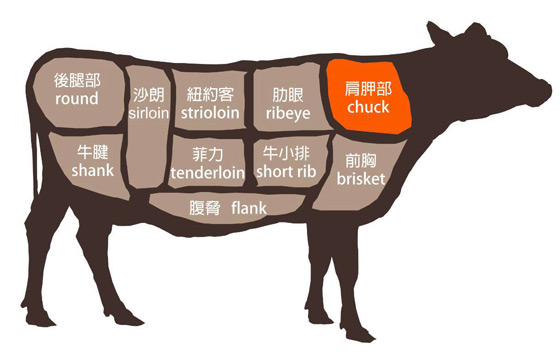 後腿部
round
沙朗
sirloin
紐約客
strioloin
肋眼
ribeye
肩胛部
chuck
牛腱
shank
菲力
tenderloin
牛小排
short rib
前胸
brisket
腹脅 flank